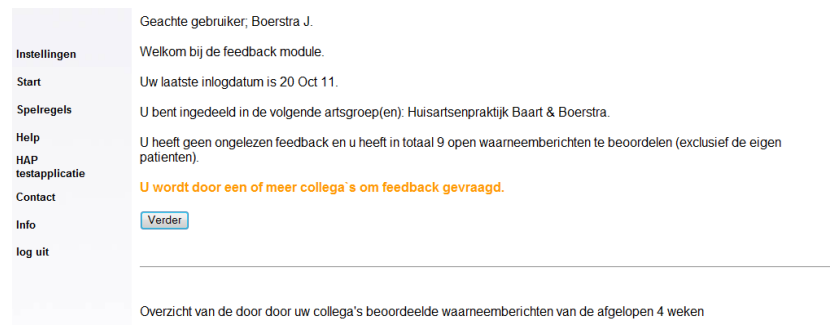 Instellingen
Start
Spelregels
Help
HAP
testapplicatie
Contact
Info
log uit
Geachte gebruiker; Boerstra J.
Welkom bij de feedback module.
Uw laatste inlogdatum is 20 Oct 11.
U bent ingedeeld in de volgende artsgroep(en): Huisartsenpraktijk Baart & Boerstra.
U heeft geen ongelezen feedback en u heeft in totaal 9 open waarneemberichten te beoordelen (exclusief de eigen
patienten).
U wordt door een of meer collega`s om feedback gevraagd.
Verder
Overzicht van de door door uw collega's beoordeelde waarneemberichten van de afgelopen 4 weken